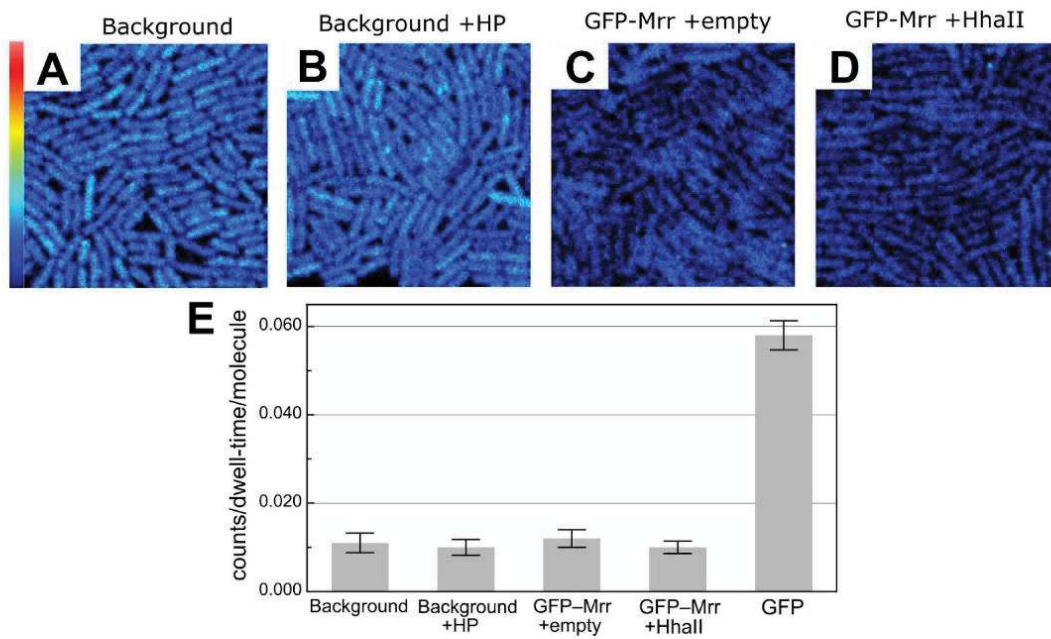 Background
Background +HP
GFP-Mrr +empty
GFP-Mrr +HhaII
A
B
C
D
E
counts/dwell-time/molecule
0.060
0.040
0.020
0.000
Background
Background
+HP
GFP–Mrr
+empty
GFP–Mrr
+HhaII
GFP